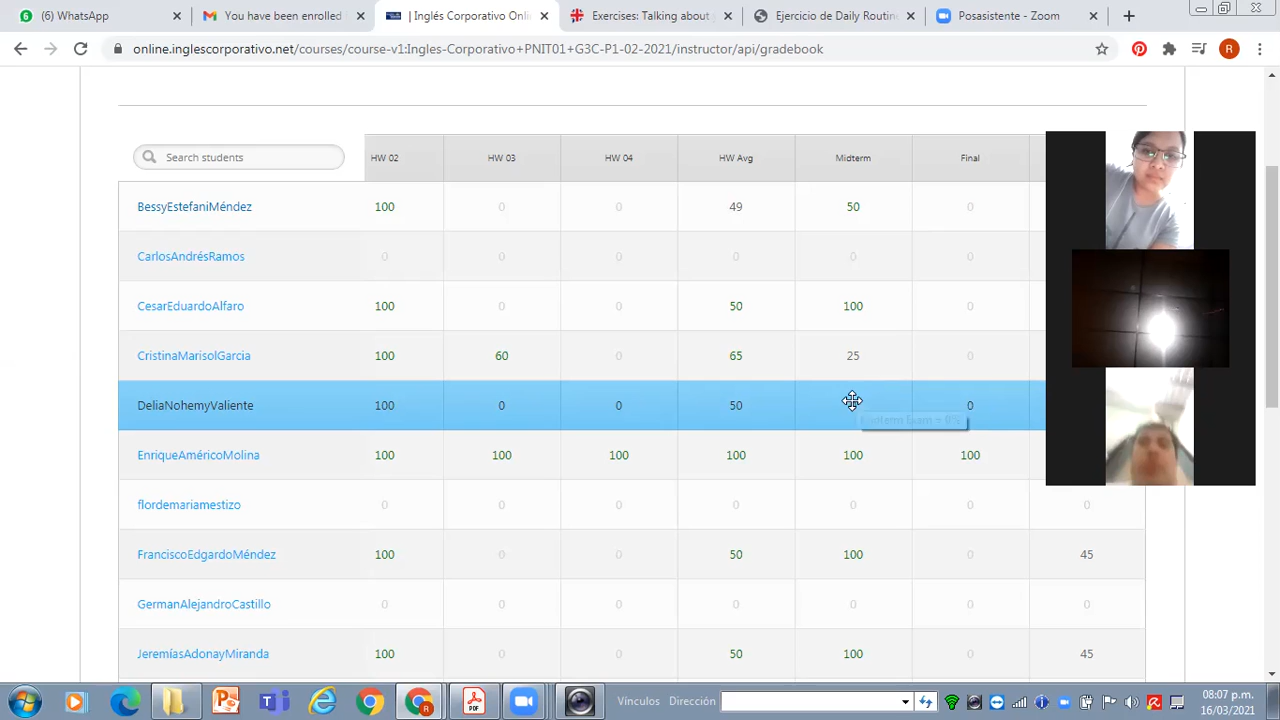 (6) WhatsApp
You have been enrolled
| Inglés Corporativo Onli
Exercises: Talking about
Ejercicio de Daily Routine
Posasistente - Zoom
online.inglescorporativo.net/courses/course-v1:Ingles-Corporativo+PNIT01+G3C-P1-02-2021/instructor/api/gradebook
R
Search students
HW 02 HW 03 HW 04 HW Avg Midterm Final
BessyEstefaniMéndez 100 0 0 49 50 0
CarlosAndrésRamos 0 0 0 0 0 0
CesarEduardoAlfaro 100 0 0 50 100 0
CristinaMarisolGarcia 100 60 0 65 25 0
DeliaNohemyValiente 100 0 0 50 0
Midterm Exam = 0%
EnriqueAméricoMolina 100 100 100 100 100 100
flordemariamestizo 0 0 0 0 0 0 0
FranciscoEdgardoMéndez 100 0 0 50 100 0 45
GermanAlejandroCastillo 0 0 0 0 0 0 0
JeremíasAdonayMiranda 100 0 0 50 100 0 45
Vínculos Dirección
08:07 p.m.
16/03/2021